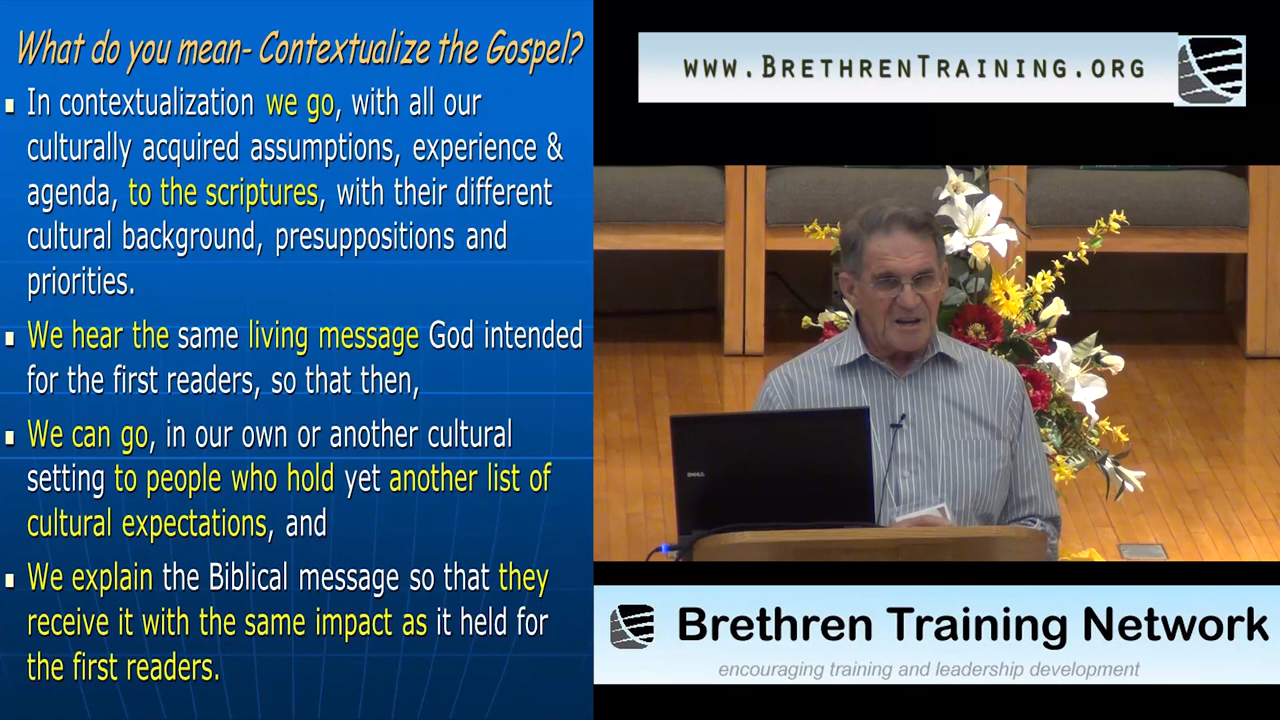 What do you mean- Contextualize the Gospel?
In contextualization we go, with all our
culturally acquired assumptions, experience &
agenda, to the scriptures, with their different
cultural background, presuppositions and
priorities.
We hear the same living message God intended
for the first readers, so that then,
We can go, in our own or another cultural
setting to people who hold yet another list of
cultural expectations, and
We explain the Biblical message so that they
receive it with the same impact as it held for
the first readers.
www.BrethrenTraining.org
DELL
Brethren Training Network
encouraging training and leadership development